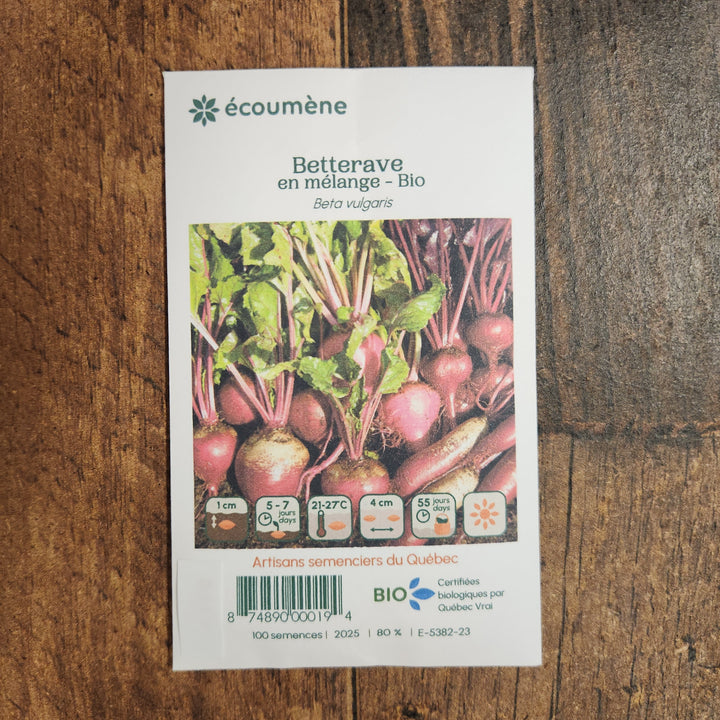 écoumène
Betterave
en mélange - Bio
Beta vulgaris
1 cm
5 - 7
jours
days
21-27°C
4 cm
55 jours
days
Artisans semenciers du Québec
8 74890 00019 4
BIO
Certifiées
biologiques par
Québec Vrai
100 semences | 2025 | 80 % | E-5382-23